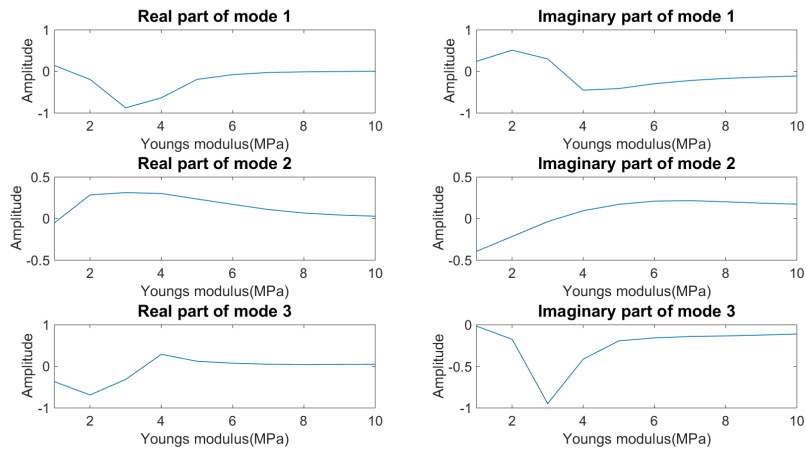 Real part of mode 1
Imaginary part of mode 1
1
0
-1
Amplitude
2 4 6 8 10
Youngs modulus(MPa)
1
0
-1
Amplitude
2 4 6 8 10
Youngs modulus(MPa)
Real part of mode 2
Imaginary part of mode 2
0.5
0
-0.5
Amplitude
2 4 6 8 10
Youngs modulus(MPa)
0.5
0
-0.5
Amplitude
2 4 6 8 10
Youngs modulus(MPa)
Real part of mode 3
Imaginary part of mode 3
1
0
-1
Amplitude
2 4 6 8 10
Youngs modulus(MPa)
0
-0.5
-1
Amplitude
2 4 6 8 10
Youngs modulus(MPa)